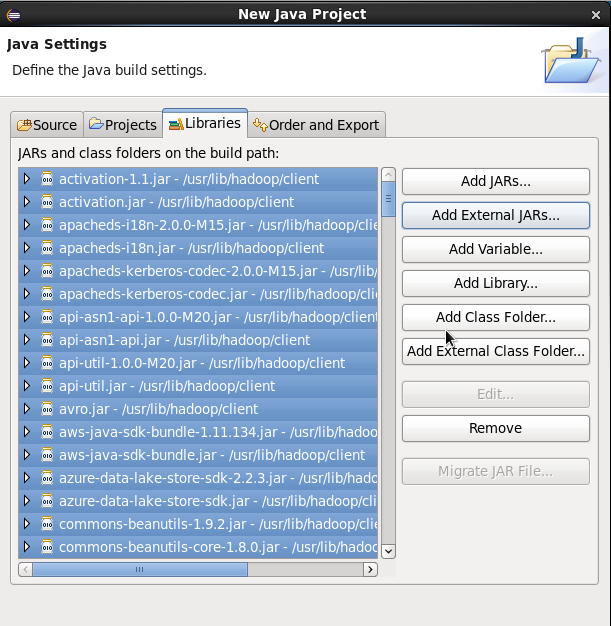 New Java Project
Java Settings
Define the Java build settings.
Source
Projects
Libraries
Order and Export
JARs and class folders on the build path:
activation-1.1.jar - /usr/lib/hadoop/client
activation.jar - /usr/lib/hadoop/client
apacheds-i18n-2.0.0-M15.jar - /usr/lib/hadoop/clie
apacheds-i18n.jar - /usr/lib/hadoop/client
apacheds-kerberos-codec-2.0.0-M15.jar - /usr/lib/
apacheds-kerberos-codec.jar - /usr/lib/hadoop/clie
api-asn1-api-1.0.0-M20.jar - /usr/lib/hadoop/client
api-asn1-api.jar - /usr/lib/hadoop/client
api-util-1.0.0-M20.jar - /usr/lib/hadoop/client
api-util.jar - /usr/lib/hadoop/client
avro.jar - /usr/lib/hadoop/client
aws-java-sdk-bundle-1.11.134.jar - /usr/lib/hadoo
aws-java-sdk-bundle.jar - /usr/lib/hadoop/client
azure-data-lake-store-sdk-2.2.3.jar - /usr/lib/hadc
azure-data-lake-store-sdk.jar - /usr/lib/hadoop/cli
commons-beanutils-1.9.2.jar - /usr/lib/hadoop/clie
commons-beanutils-core-1.8.0.jar - /usr/lib/hadoc
Add JARs...
Add External JARs...
Add Variable...
Add Library...
Add Class Folder...
Add External Class Folder...
Edit...
Remove
Migrate JAR File...